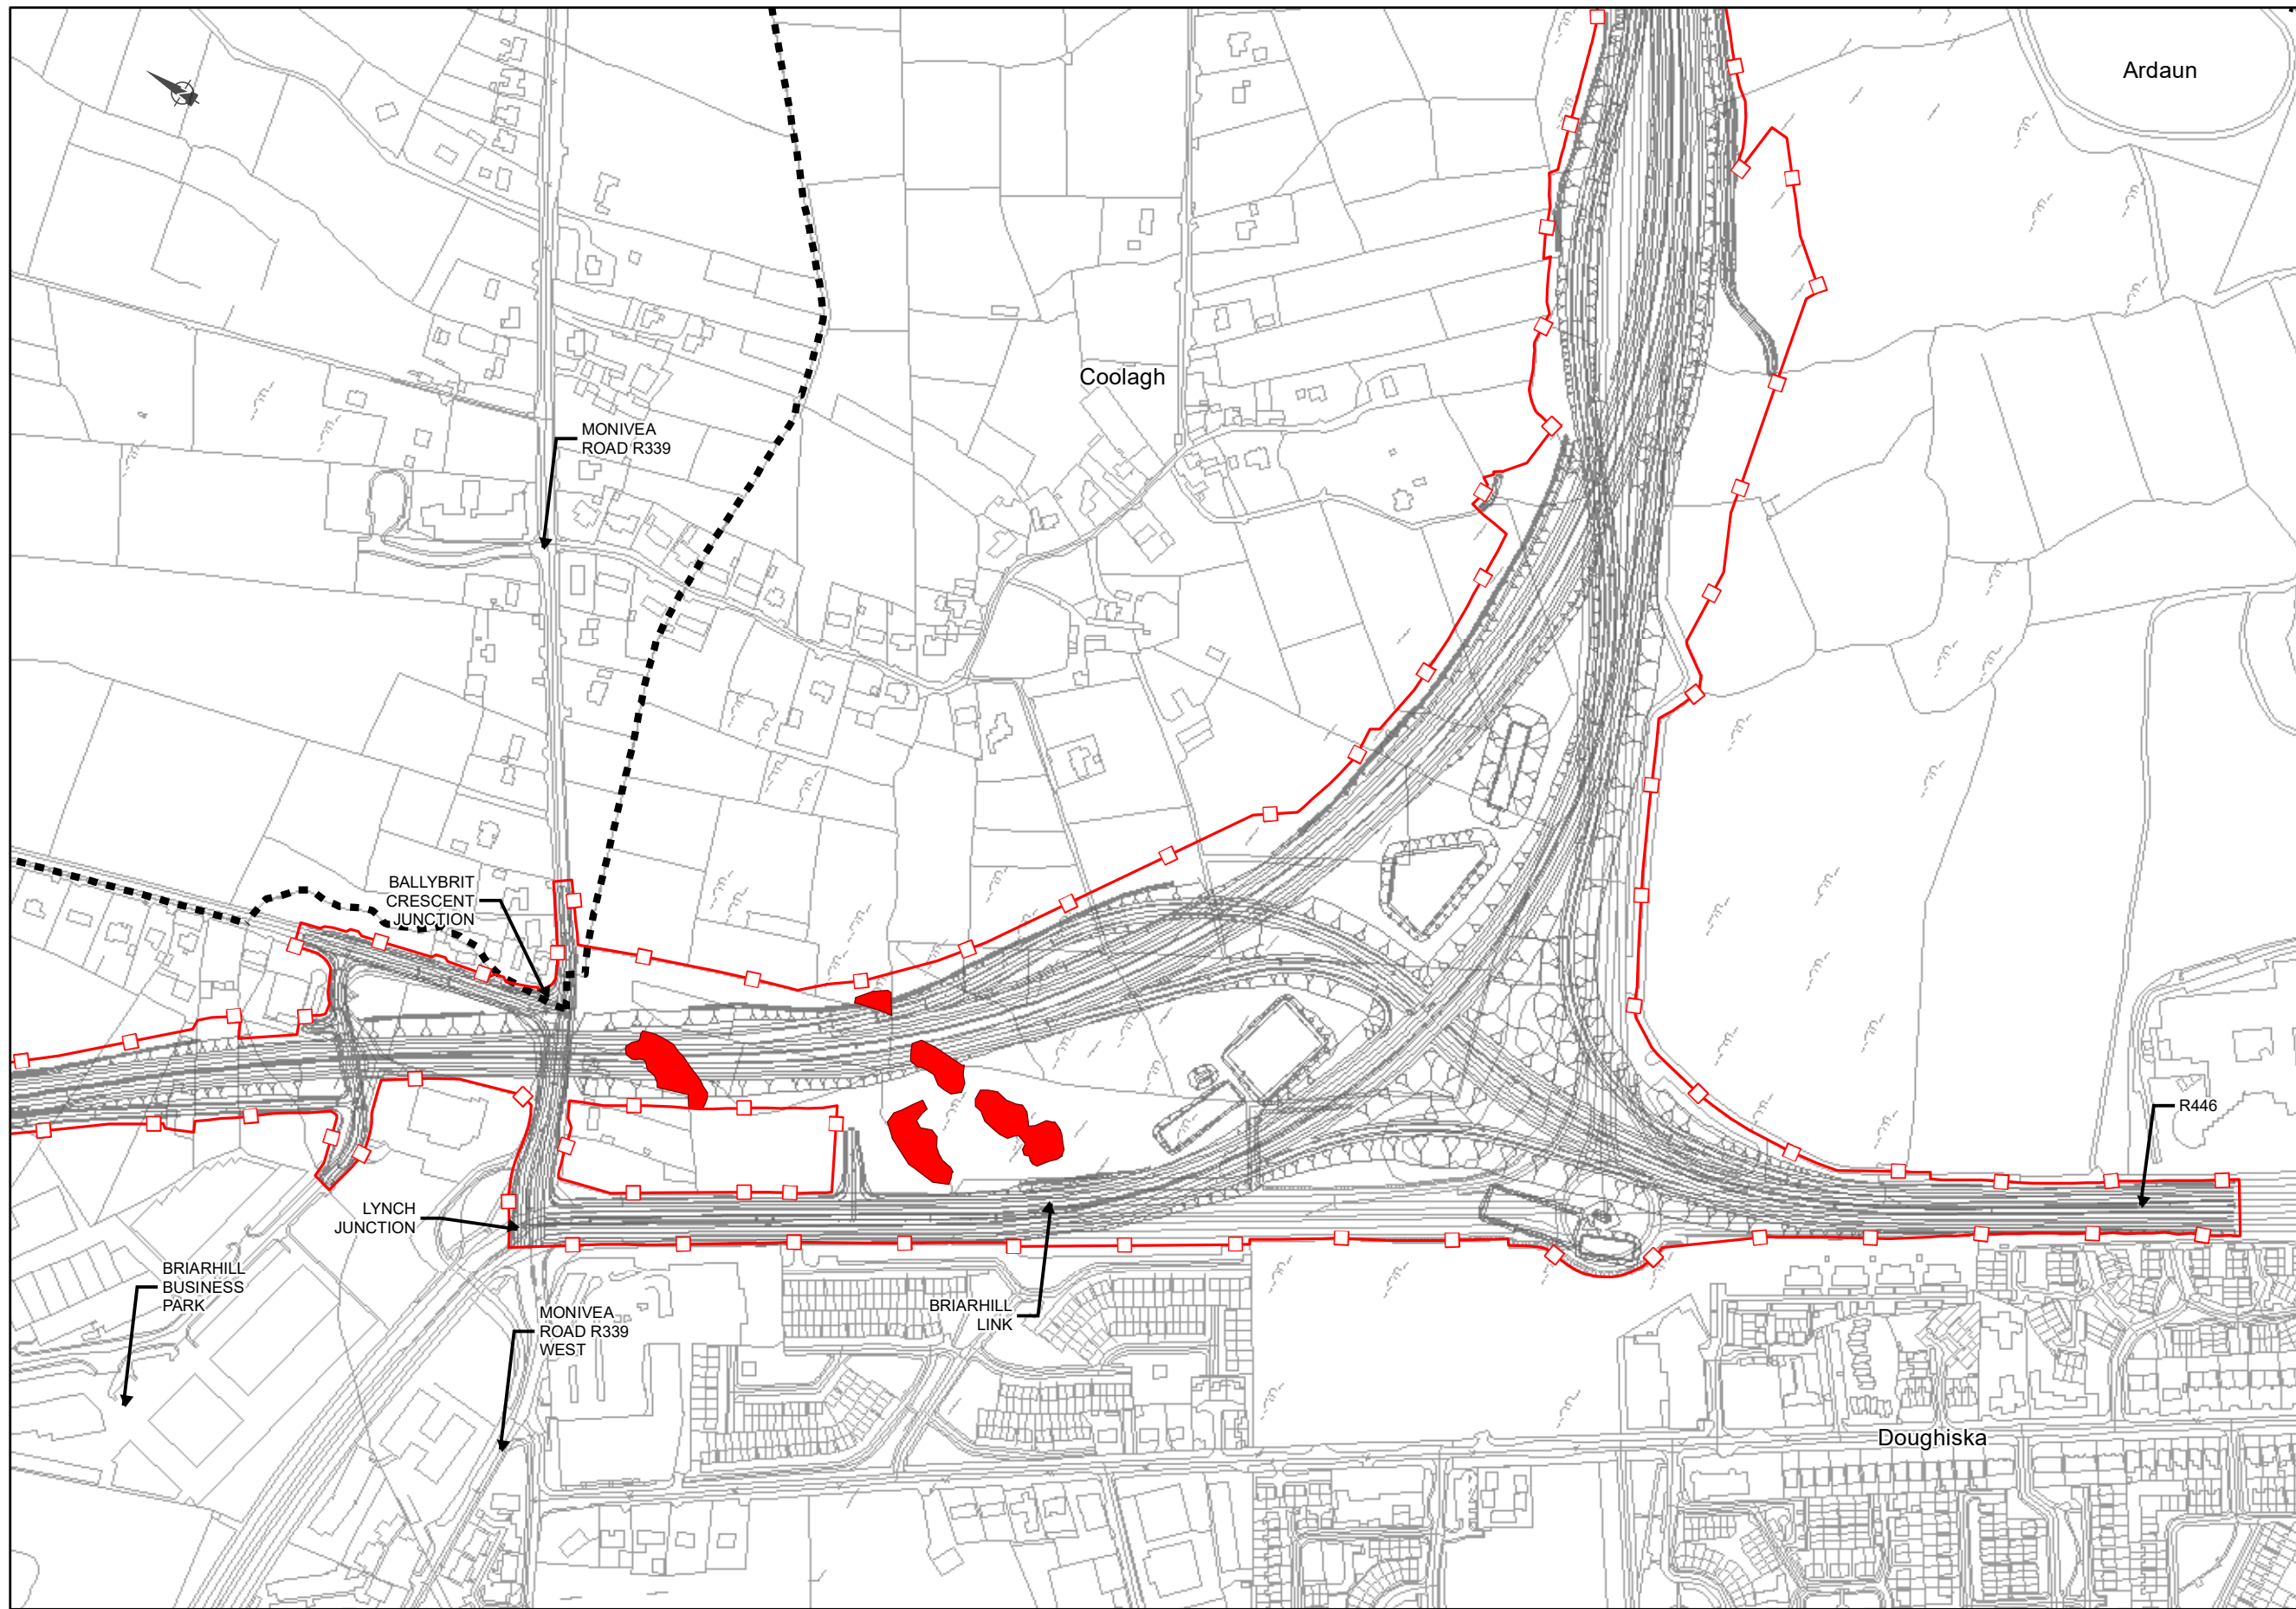 Ardaun
Coolagh
MONIVEA
ROAD R339
BALLYBRIT
CRESCENT
JUNCTION
R446
LYNCH
JUNCTION
BRIARHILL
BUSINESS
PARK
MONIVEA
ROAD R339
WEST
BRIARHILL
LINK
Doughiska